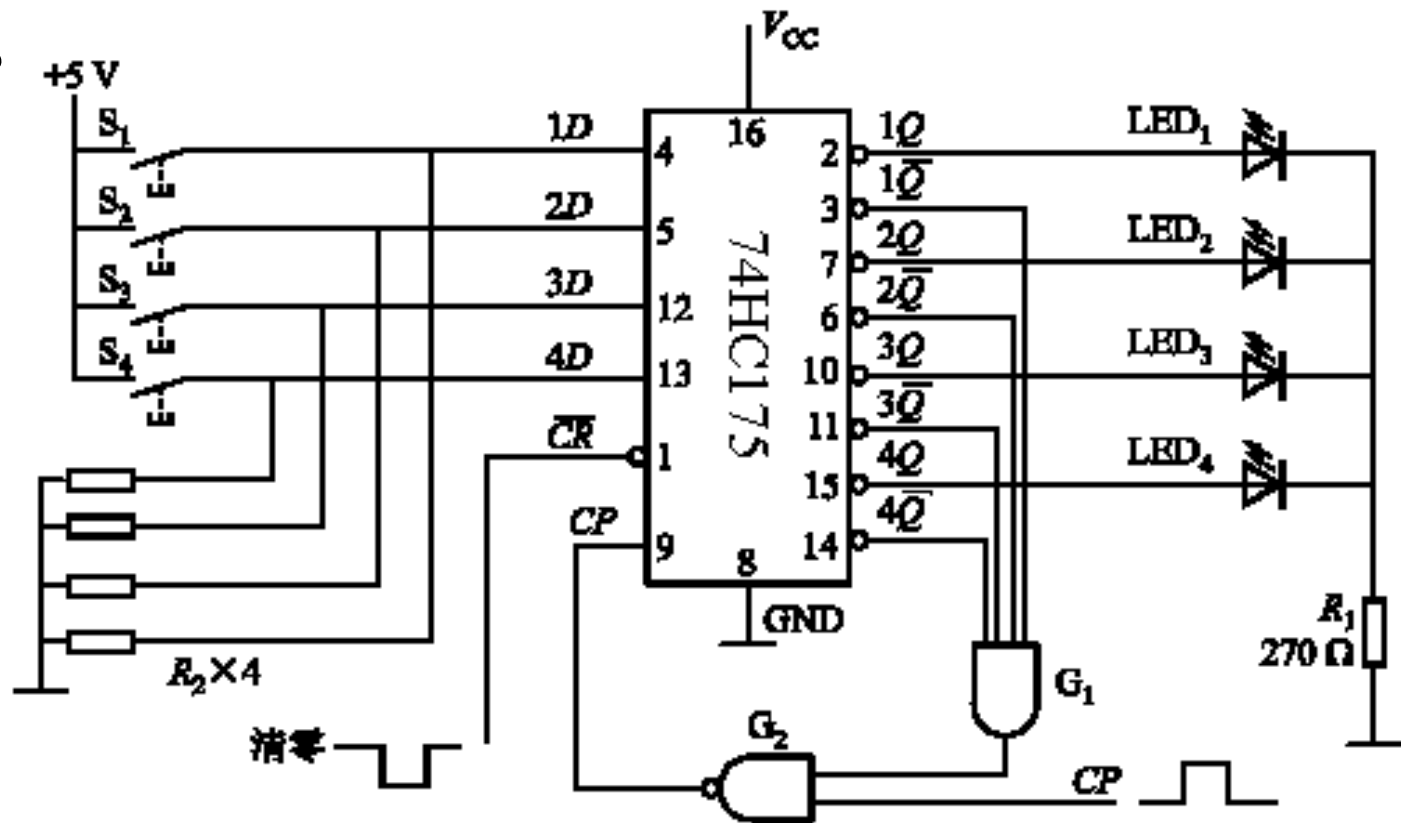 V_CC
+5 V
S₁ 1D 4 16 2 1Q LED₁
3 1Q̅
S₂ 2D 5 7 2Q LED₂
6 2Q̅
S₃ 3D 12 10 3Q LED₃
11 3Q̅
S₄ 4D 13 15 4Q LED₄
14 4Q̅
74HC175
C̅R̅ 1
CP 9 8
GND
R₂×4
R₁
270 Ω
G₁
清零
G₂
CP